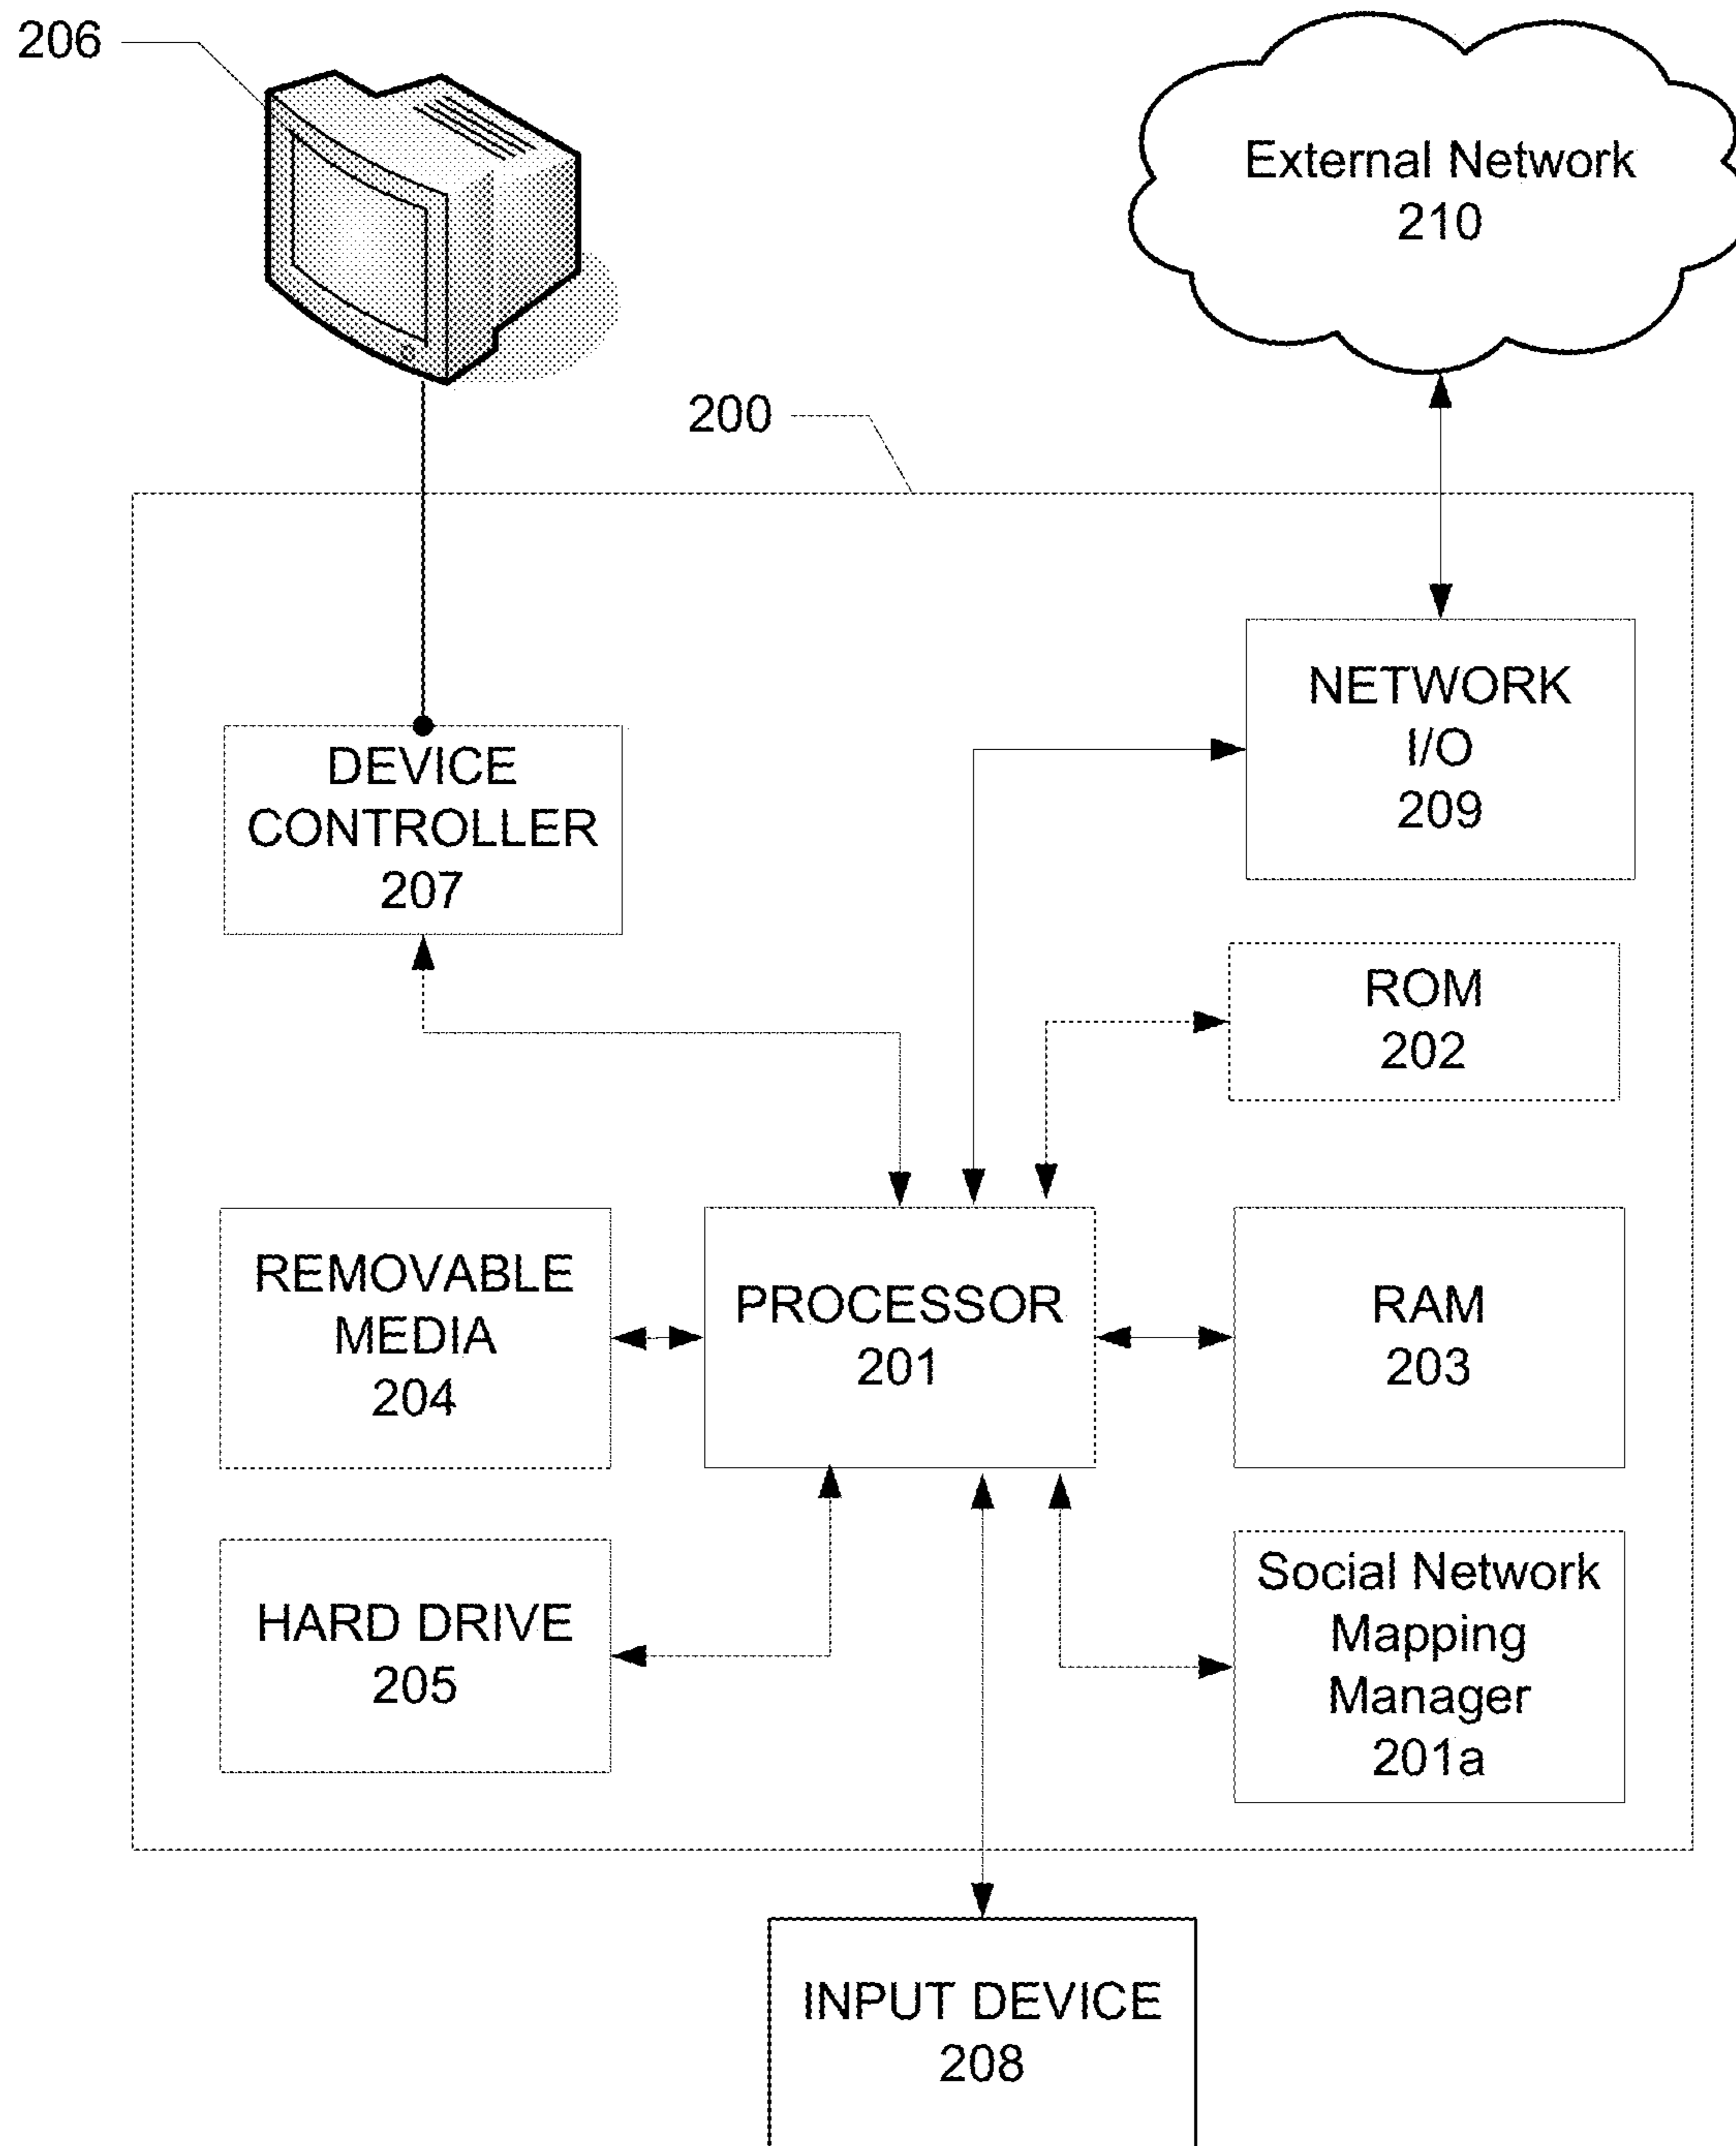 206
External Network
210
200
NETWORK
I/O
209
DEVICE
CONTROLLER
207
ROM
202
REMOVABLE
MEDIA
204
PROCESSOR
201
RAM
203
HARD DRIVE
205
Social Network
Mapping
Manager
201a
INPUT DEVICE
208